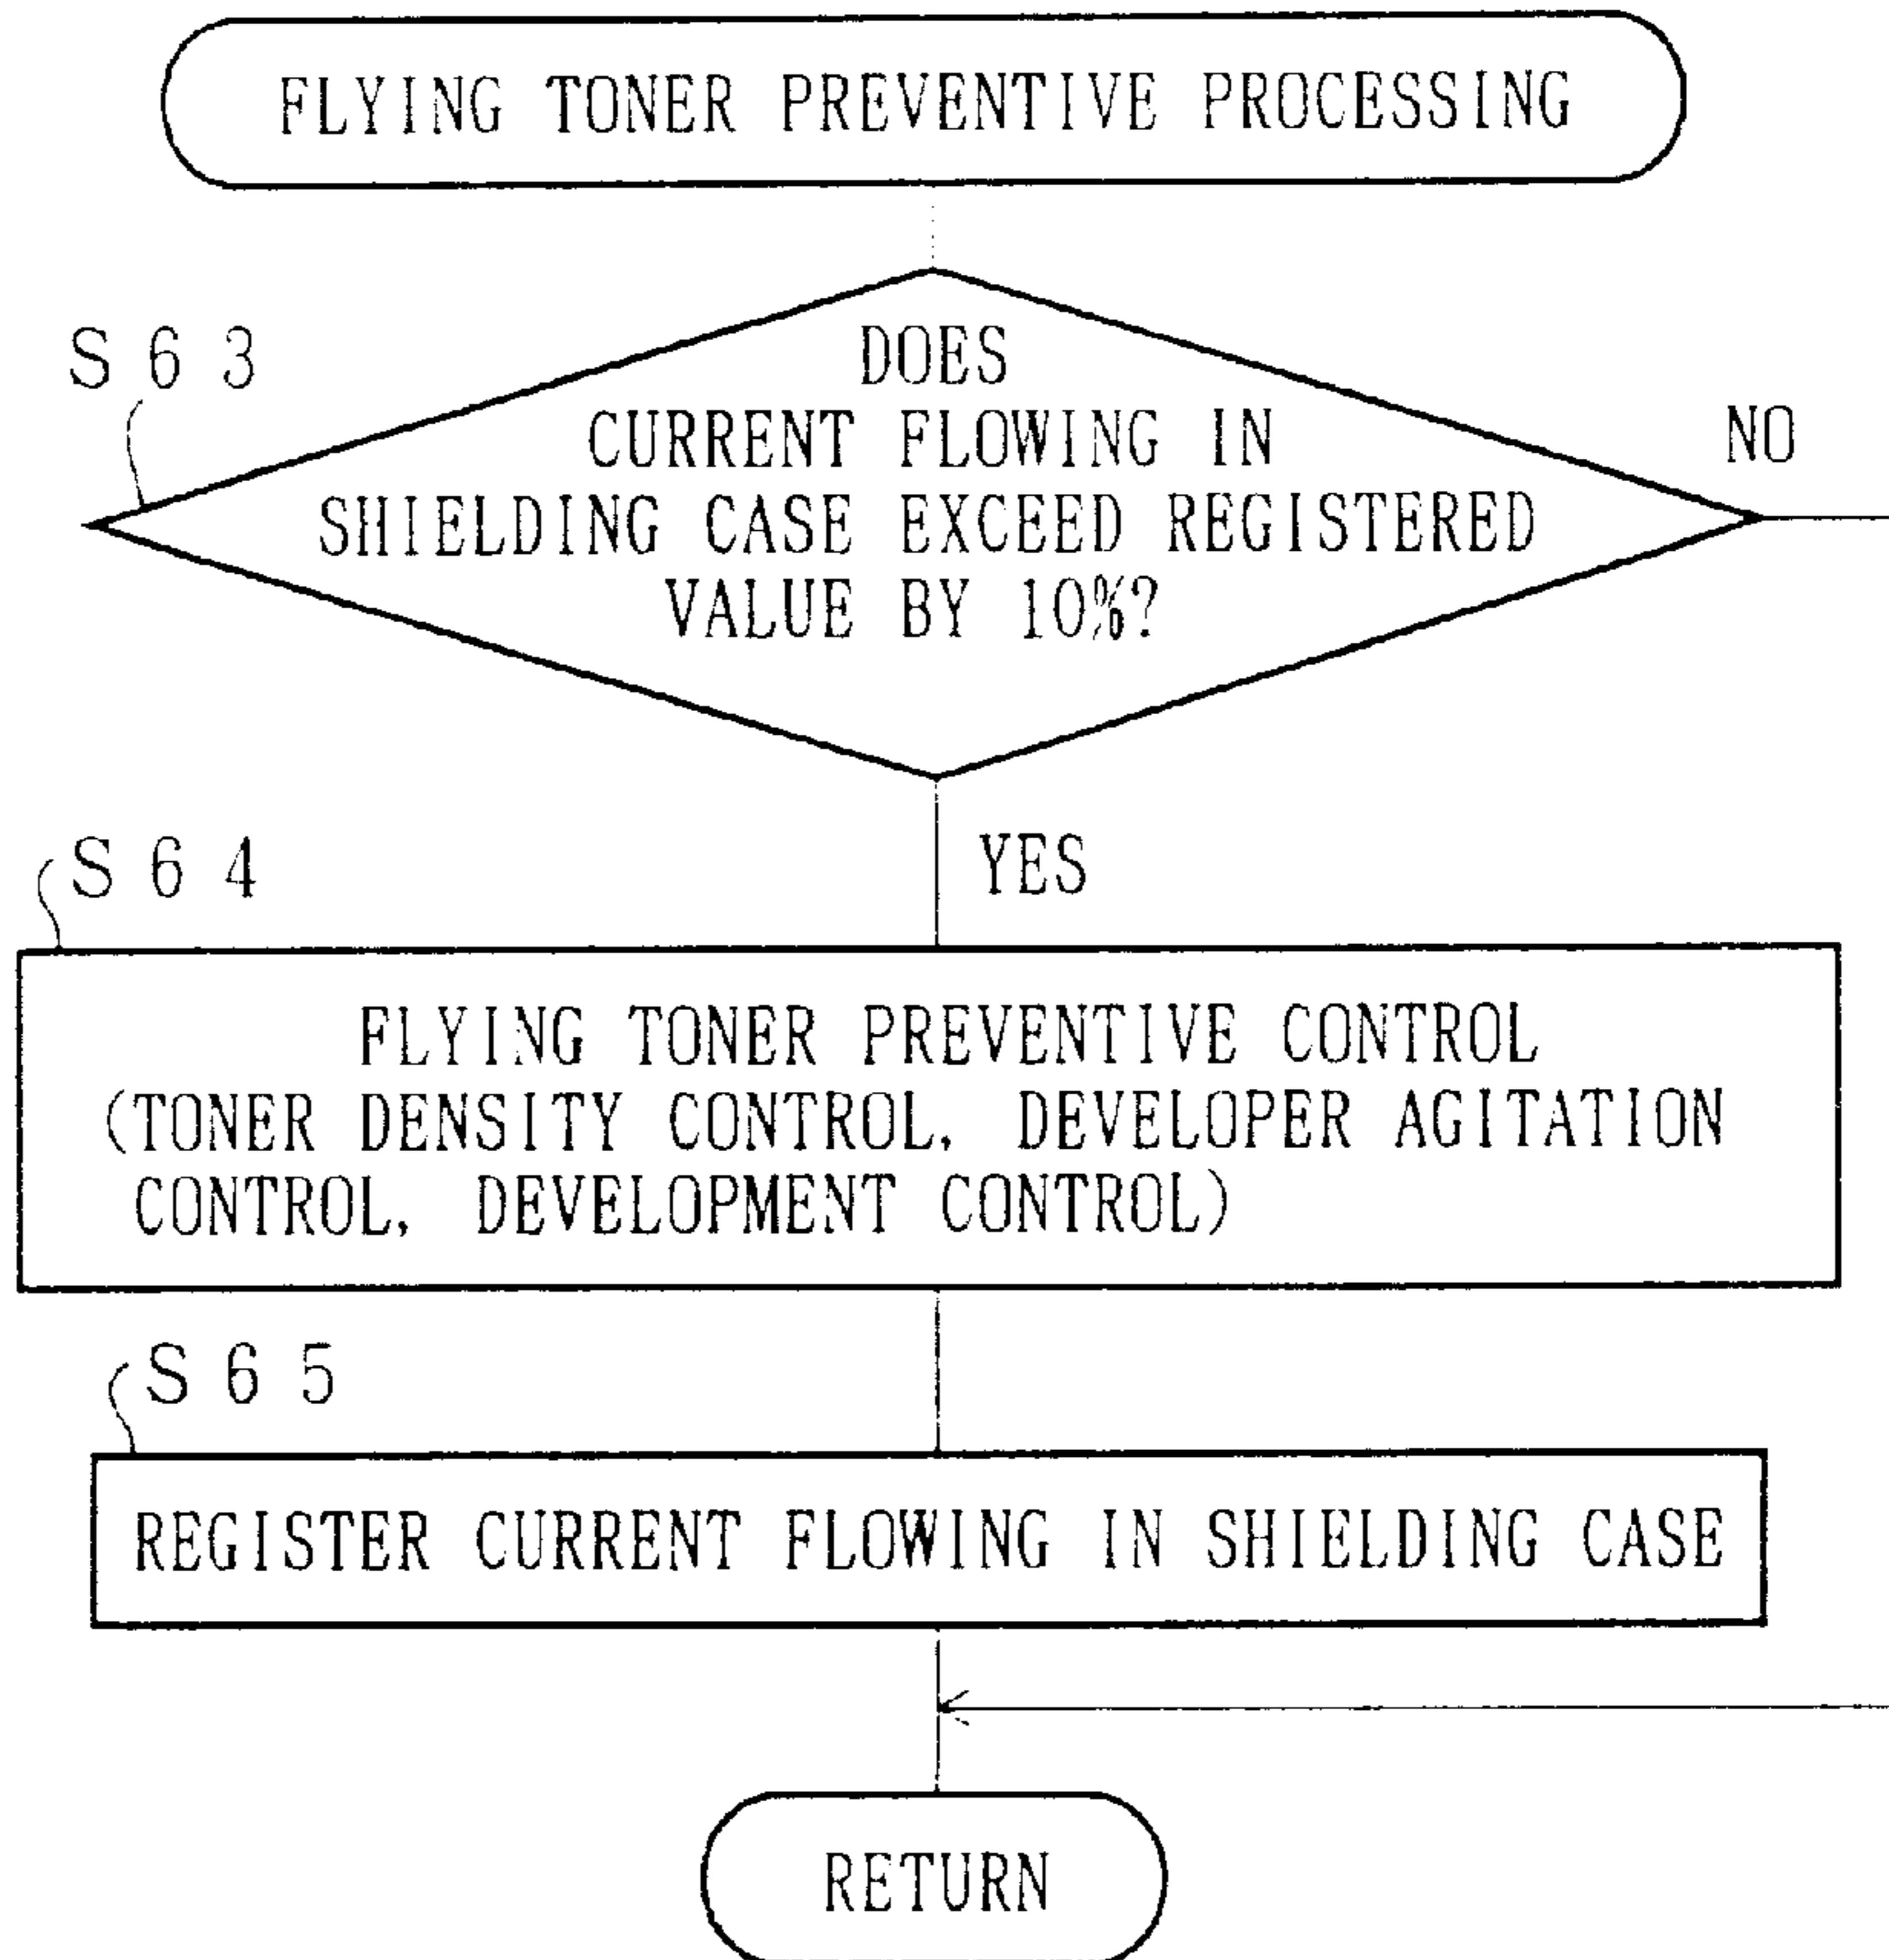 FLYING TONER PREVENTIVE PROCESSING
S63
DOES
CURRENT FLOWING IN
SHIELDING CASE EXCEED REGISTERED
VALUE BY 10%?
NO
YES
S64
FLYING TONER PREVENTIVE CONTROL
(TONER DENSITY CONTROL, DEVELOPER AGITATION
CONTROL, DEVELOPMENT CONTROL)
S65
REGISTER CURRENT FLOWING IN SHIELDING CASE
RETURN